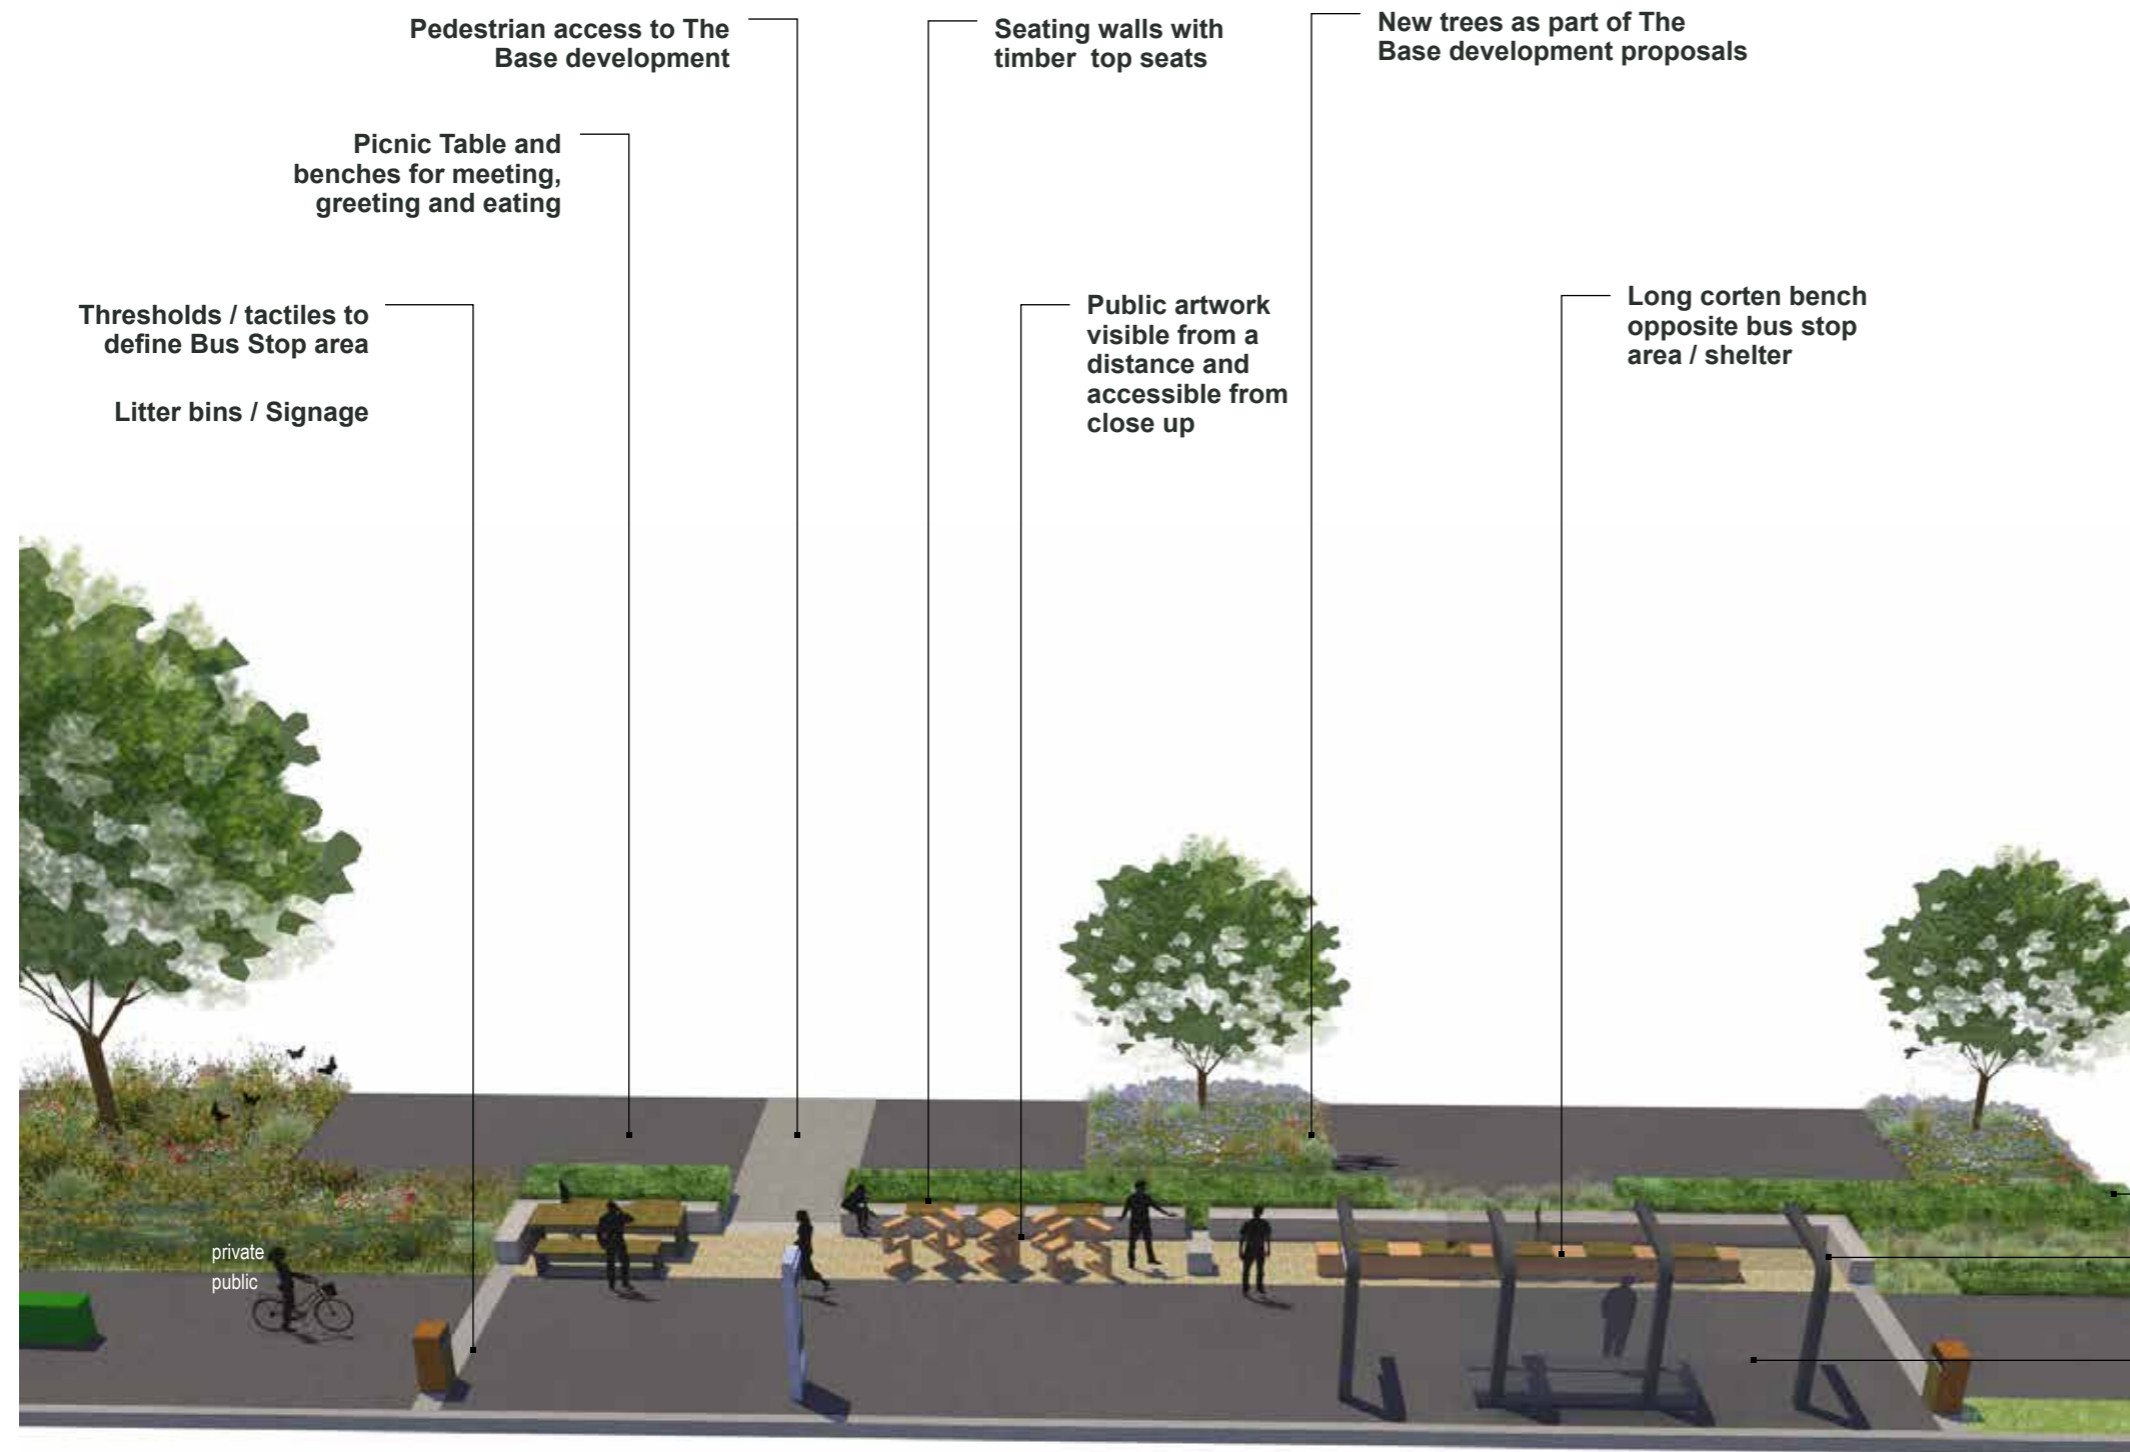 Pedestrian access to The
Base development
Seating walls with
timber top seats
New trees as part of The
Base development proposals
Picnic Table and
benches for meeting,
greeting and eating
Thresholds / tactiles to
define Bus Stop area
Litter bins / Signage
Public artwork
visible from a
distance and
accessible from
close up
Long corten bench
opposite bus stop
area / shelter
private
public